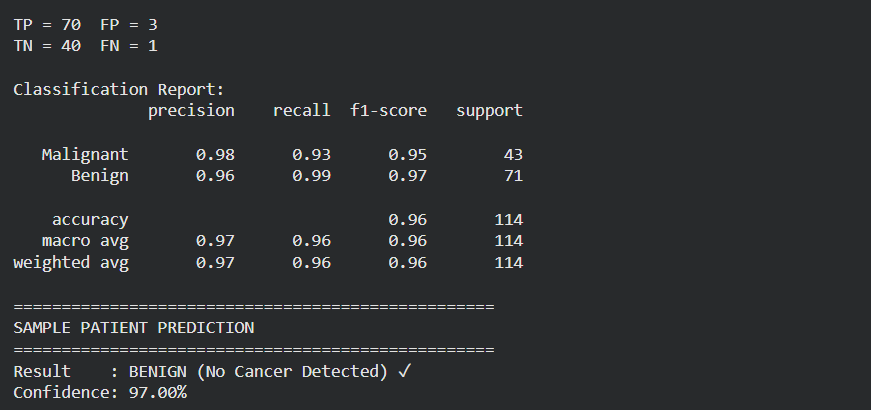 TP = 70  FP = 3
TN = 40  FN = 1
Classification Report:
precision    recall  f1-score   support
Malignant       0.98      0.93      0.95        43
Benign       0.96      0.99      0.97        71
accuracy                           0.96       114
macro avg       0.97      0.96      0.96       114
weighted avg       0.97      0.96      0.96       114
==================================================
SAMPLE PATIENT PREDICTION
==================================================
Result    : BENIGN (No Cancer Detected) ✓
Confidence: 97.00%